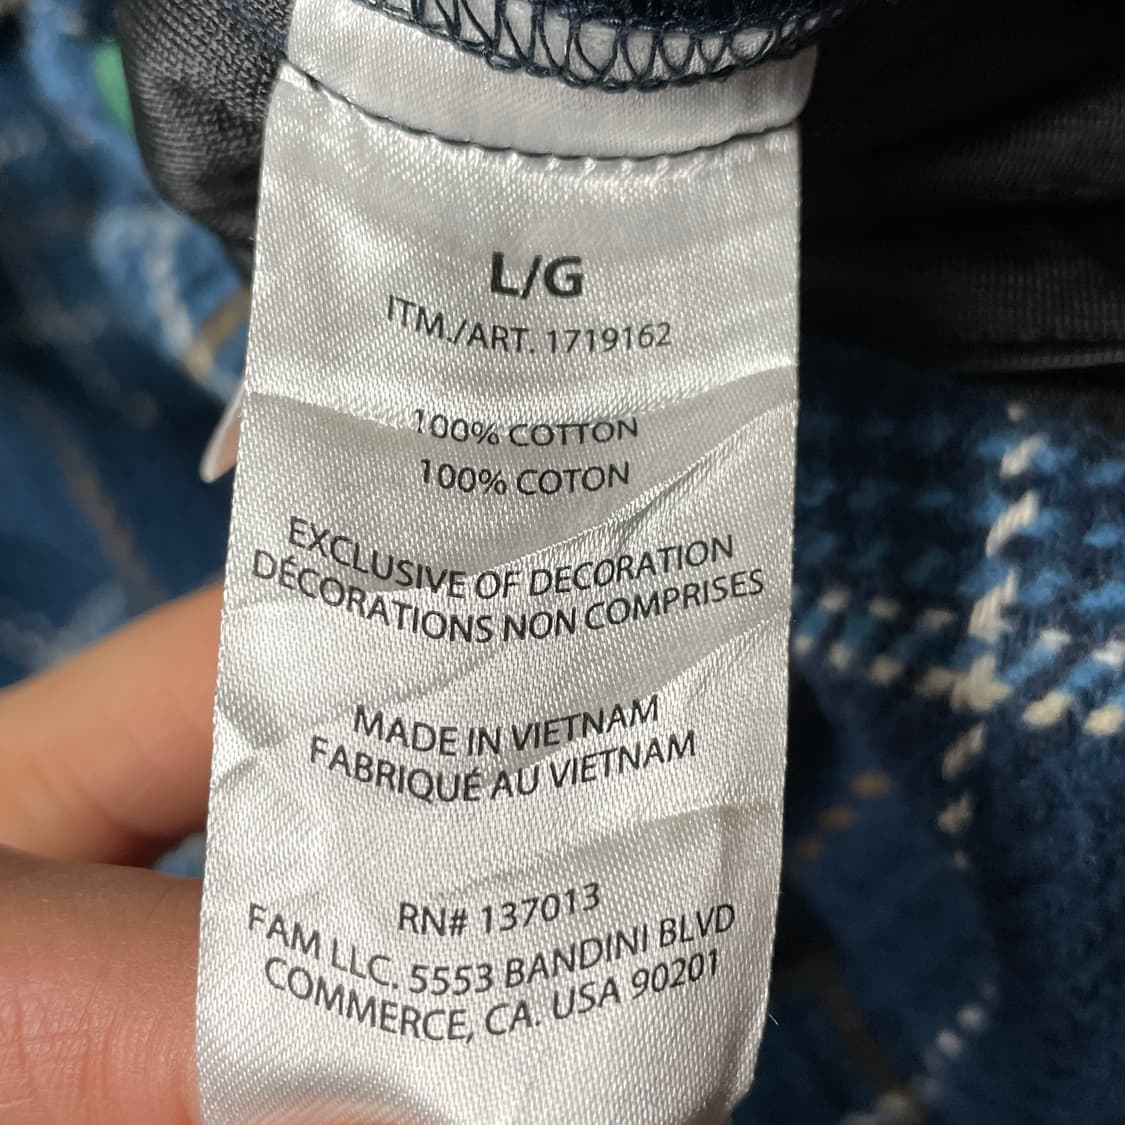 L/G
ITM./ART. 1719162
100% COTTON
100% COTON
EXCLUSIVE OF DECORATION
DÉCORATIONS NON COMPRISES
MADE IN VIETNAM
FABRIQUÉ AU VIETNAM
RN# 137013
FAM LLC. 5553 BANDINI BLVD
COMMERCE, CA. USA 90201